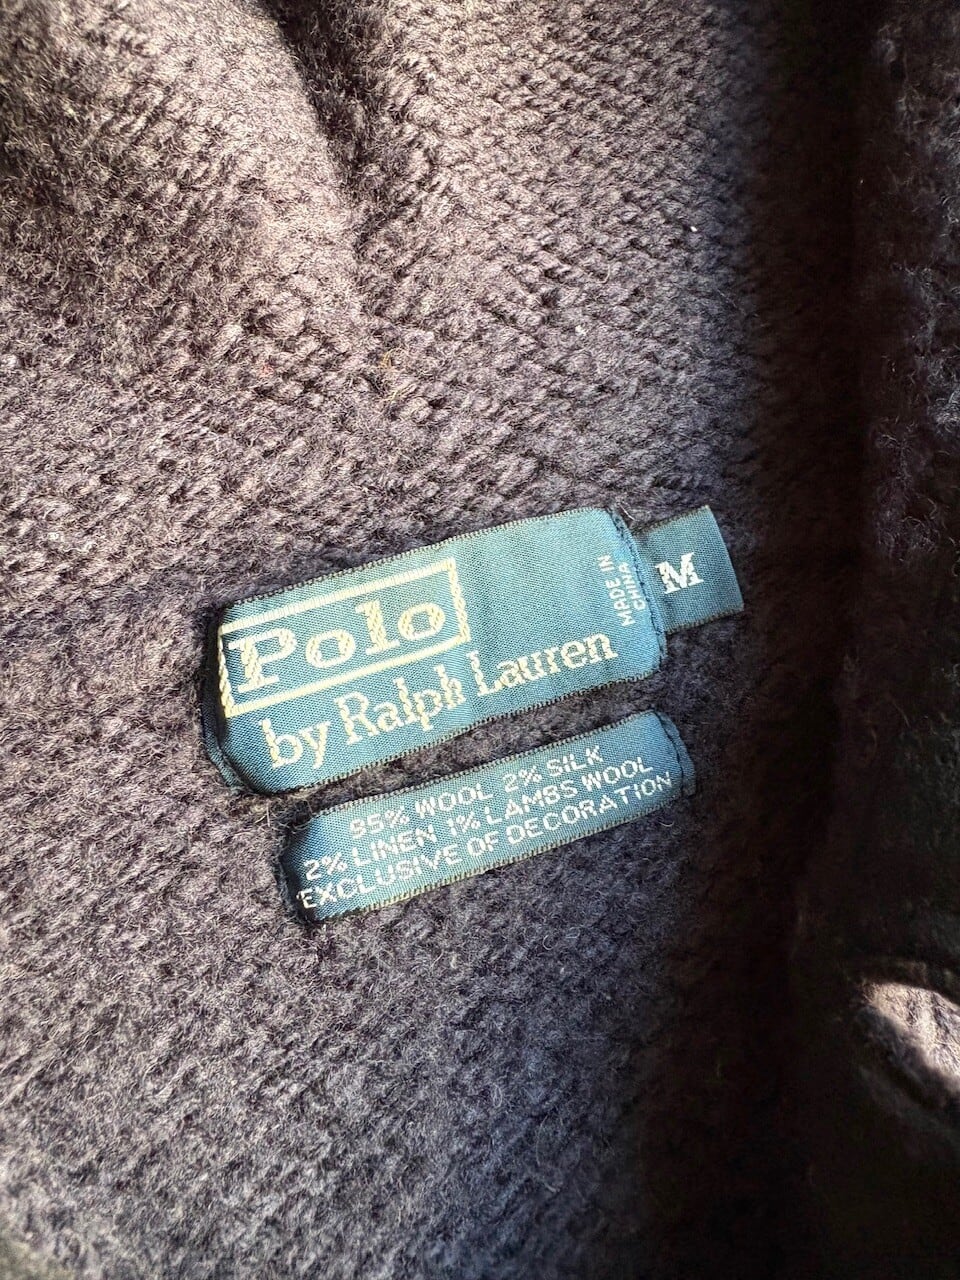 Polo
by Ralph Lauren
MADE IN
CHINA
M
95% WOOL 2% SILK
2% LINEN 1% LAMBS WOOL
EXCLUSIVE OF DECORATION